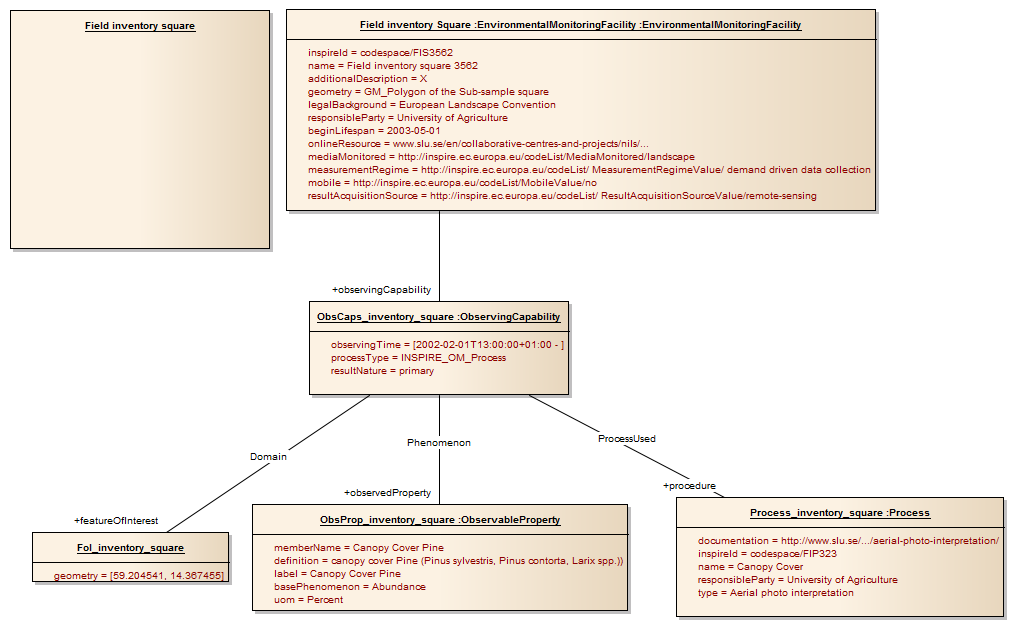 Field inventory square
Field inventory Square :EnvironmentalMonitoringFacility :EnvironmentalMonitoringFacility
inspireId = codespace/FIS3562
name = Field inventory square 3562
additionalDescription = X
geometry = GM_Polygon of the Sub-sample square
legalBackground = European Landscape Convention
responsibleParty = University of Agriculture
beginLifespan = 2003-05-01
onlineResource = www.slu.se/en/collaborative-centres-and-projects/nils/...
mediaMonitored = http://inspire.ec.europa.eu/codeList/MediaMonitored/landscape
measurementRegime = http://inspire.ec.europa.eu/codeList/ MeasurementRegimeValue/ demand driven data collection
mobile = http://inspire.ec.europa.eu/codeList/MobileValue/no
resultAcquisitionSource = http://inspire.ec.europa.eu/codeList/ ResultAcquisitionSourceValue/remote-sensing
+observingCapability
ObsCaps_inventory_square :ObservingCapability
observingTime = [2002-02-01T13:00:00+01:00 - ]
processType = INSPIRE_OM_Process
resultNature = primary
Domain
Phenomenon
ProcessUsed
+featureOfInterest
+observedProperty
+procedure
FoI_inventory_square
geometry = [59.204541, 14.367455]
ObsProp_inventory_square :ObservableProperty
memberName = Canopy Cover Pine
definition = canopy cover Pine (Pinus sylvestris, Pinus contorta, Larix spp.))
label = Canopy Cover Pine
basePhenomenon = Abundance
uom = Percent
Process_inventory_square :Process
documentation = http://www.slu.se/.../aerial-photo-interpretation/
inspireId = codespace/FIP323
name = Canopy Cover
responsibleParty = University of Agriculture
type = Aerial photo interpretation